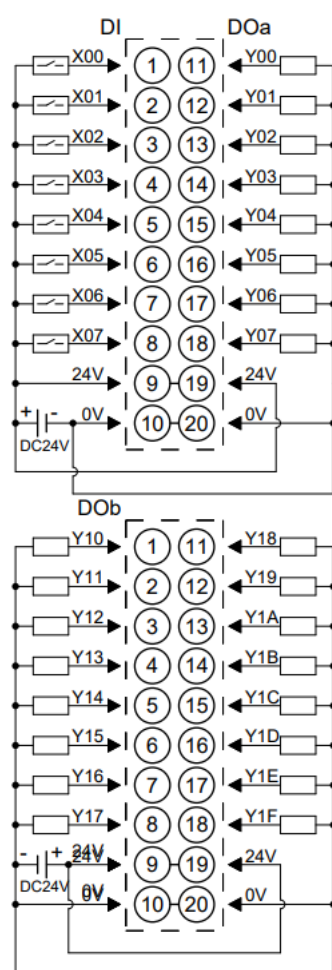 DI DOa
X00 1 11 Y00
X01 2 12 Y01
X02 3 13 Y02
X03 4 14 Y03
X04 5 15 Y04
X05 6 16 Y05
X06 7 17 Y06
X07 8 18 Y07
24V 9 19 24V
+ - 0V 10 20 0V
DC24V
DOb
Y10 1 11 Y18
Y11 2 12 Y19
Y12 3 13 Y1A
Y13 4 14 Y1B
Y14 5 15 Y1C
Y15 6 16 Y1D
Y16 7 17 Y1E
Y17 8 18 Y1F
24V
- + 24V 9 19 24V
DC24V
0V
0V 10 20 0V